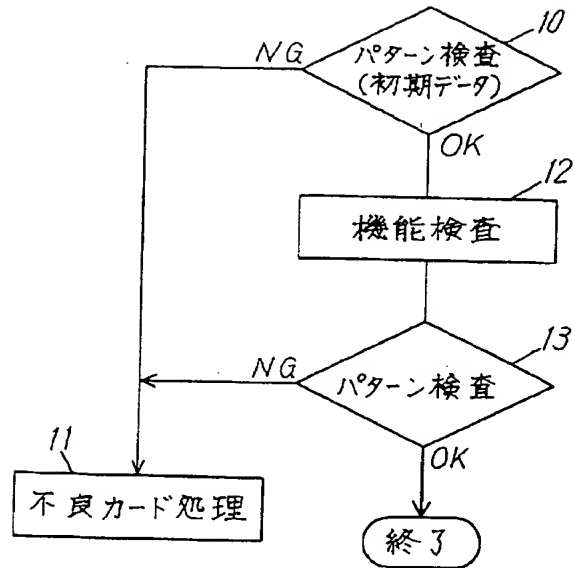 10
NG
パターン検査
(初期データ)
OK
12
機能検査
13
NG
パターン検査
11
OK
不良カード処理
終了